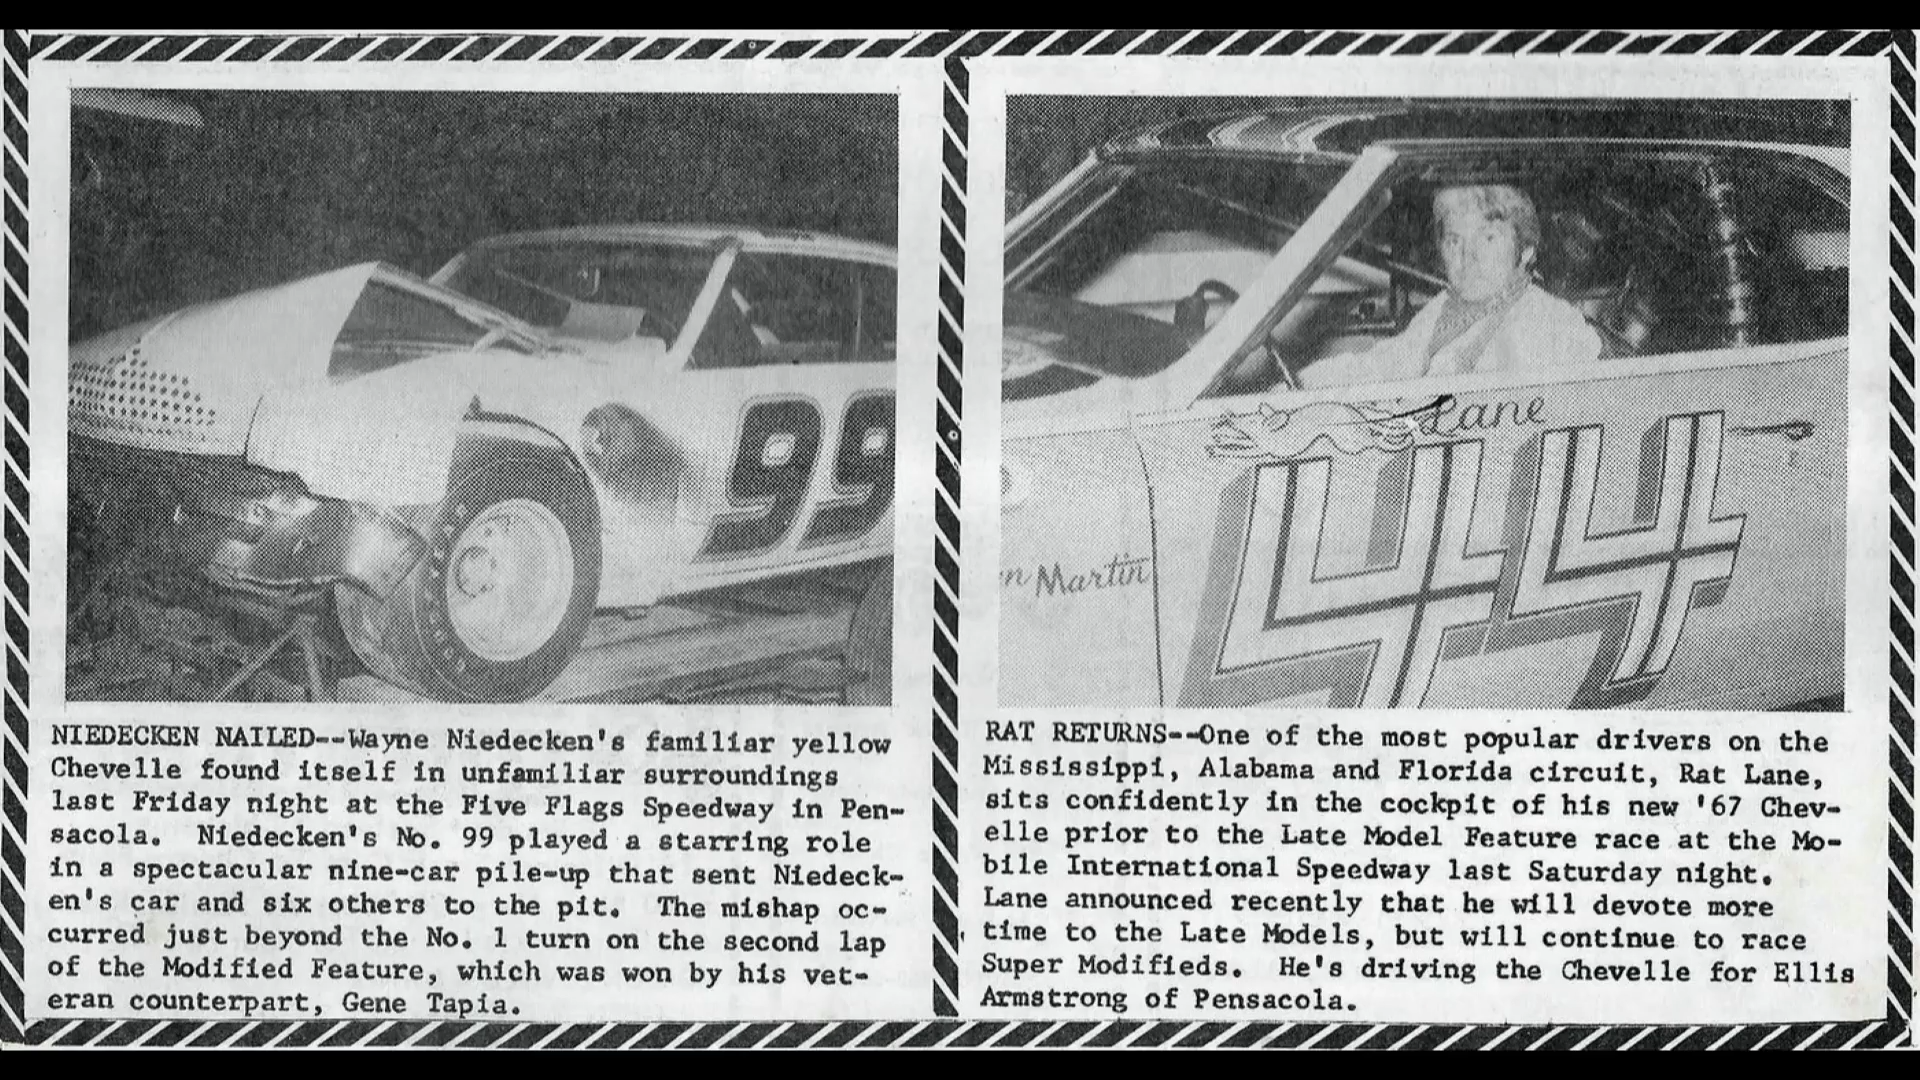 99
NIEDECKEN NAILED--Wayne Niedecken's familiar yellow
Chevelle found itself in unfamiliar surroundings
last Friday night at the Five Flags Speedway in Pen-
sacola. Niedecken's No. 99 played a starring role
in a spectacular nine-car pile-up that sent Niedeck-
en's car and six others to the pit. The mishap oc-
curred just beyond the No. 1 turn on the second lap
of the Modified Feature, which was won by his vet-
eran counterpart, Gene Tapia.
Lane
44
n Martin
RAT RETURNS--One of the most popular drivers on the
Mississippi, Alabama and Florida circuit, Rat Lane,
sits confidently in the cockpit of his new '67 Chev-
elle prior to the Late Model Feature race at the Mo-
bile International Speedway last Saturday night.
Lane announced recently that he will devote more
time to the Late Models, but will continue to race
Super Modifieds. He's driving the Chevelle for Ellis
Armstrong of Pensacola.